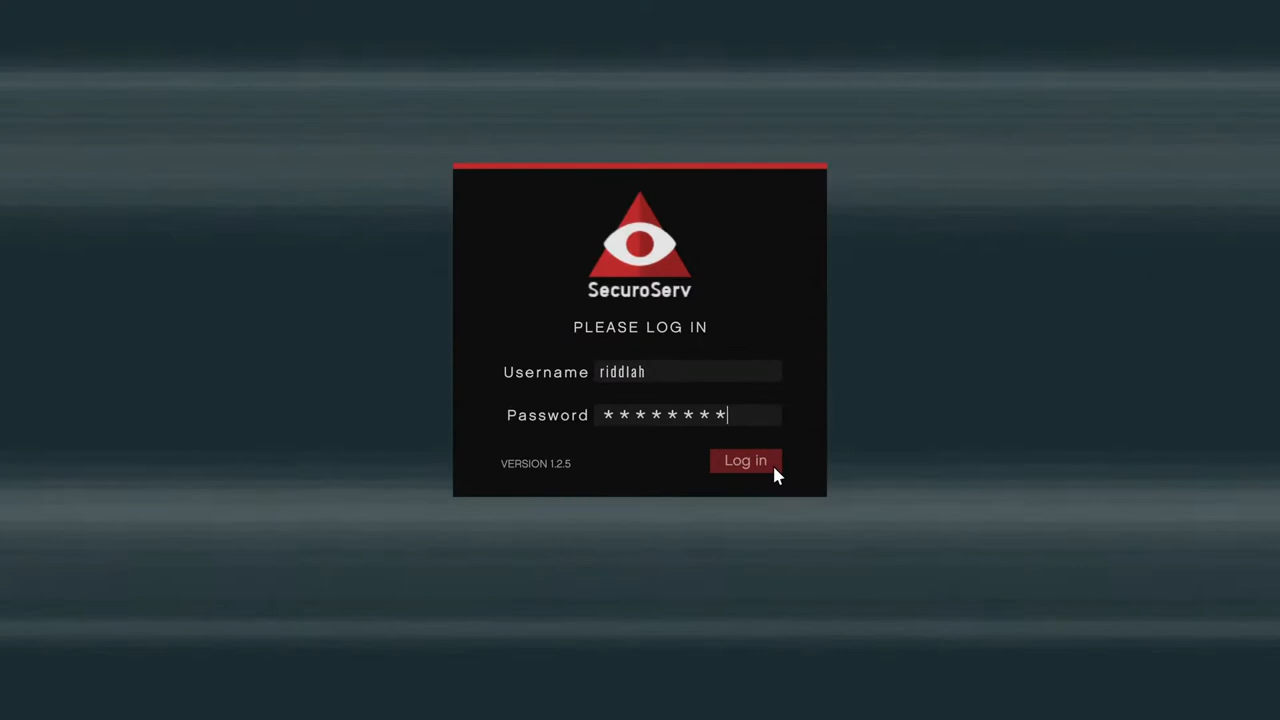 SecuroServ
PLEASE LOG IN
Username riddlah
Password ********
VERSION 1.2.5 Log in